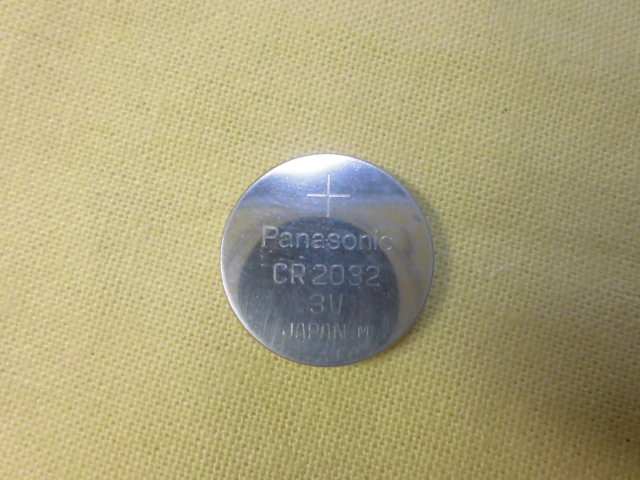 +
Panasonic
CR2032
3V
JAPAN M